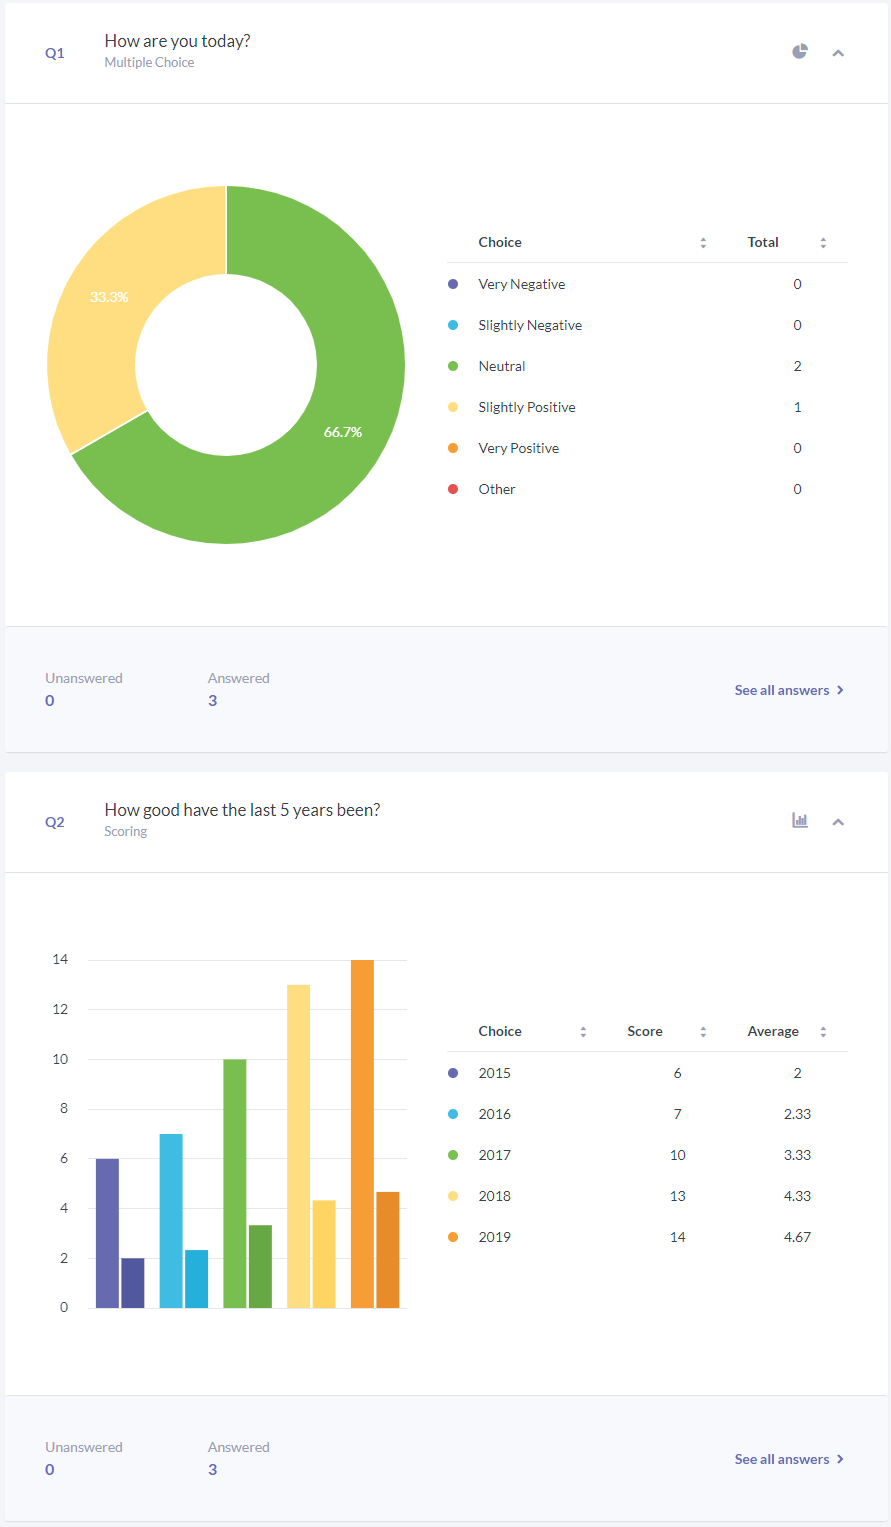 Q1
How are you today?
Multiple Choice
33.3%
66.7%
Choice Total
Very Negative 0
Slightly Negative 0
Neutral 2
Slightly Positive 1
Very Positive 0
Other 0
Unanswered Answered
0 3
See all answers
Q2
How good have the last 5 years been?
Scoring
14
12
10
8
6
4
2
0
Choice Score Average
2015 6 2
2016 7 2.33
2017 10 3.33
2018 13 4.33
2019 14 4.67
Unanswered Answered
0 3
See all answers